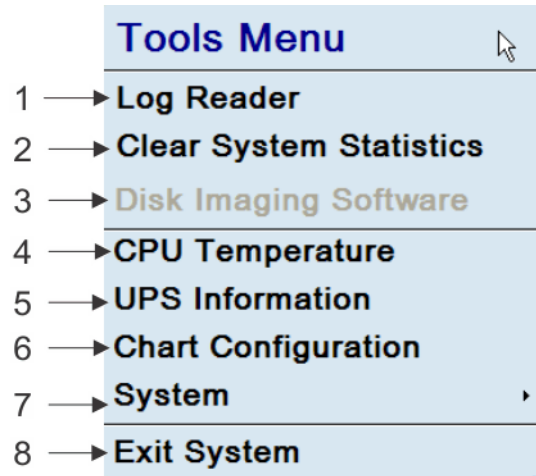 Tools Menu
1 Log Reader
2 Clear System Statistics
3 Disk Imaging Software
4 CPU Temperature
5 UPS Information
6 Chart Configuration
7 System
8 Exit System